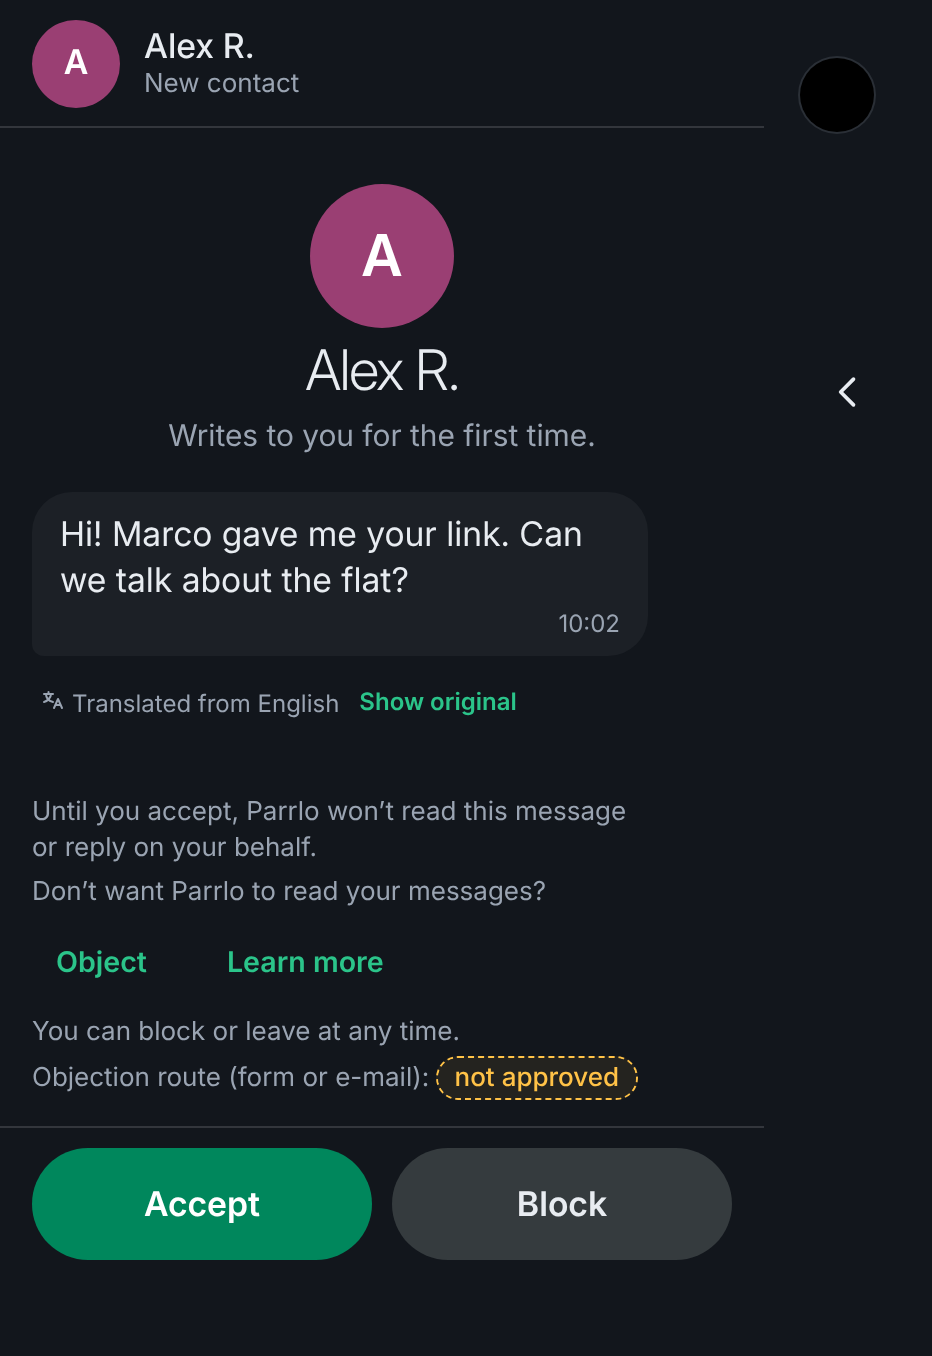 A
Alex R.
New contact
A
Alex R.
Writes to you for the first time.
Hi! Marco gave me your link. Can
we talk about the flat?
10:02
Translated from English Show original
Until you accept, Parrlo won’t read this message
or reply on your behalf.
Don’t want Parrlo to read your messages?
Object Learn more
You can block or leave at any time.
Objection route (form or e-mail): not approved
Accept Block